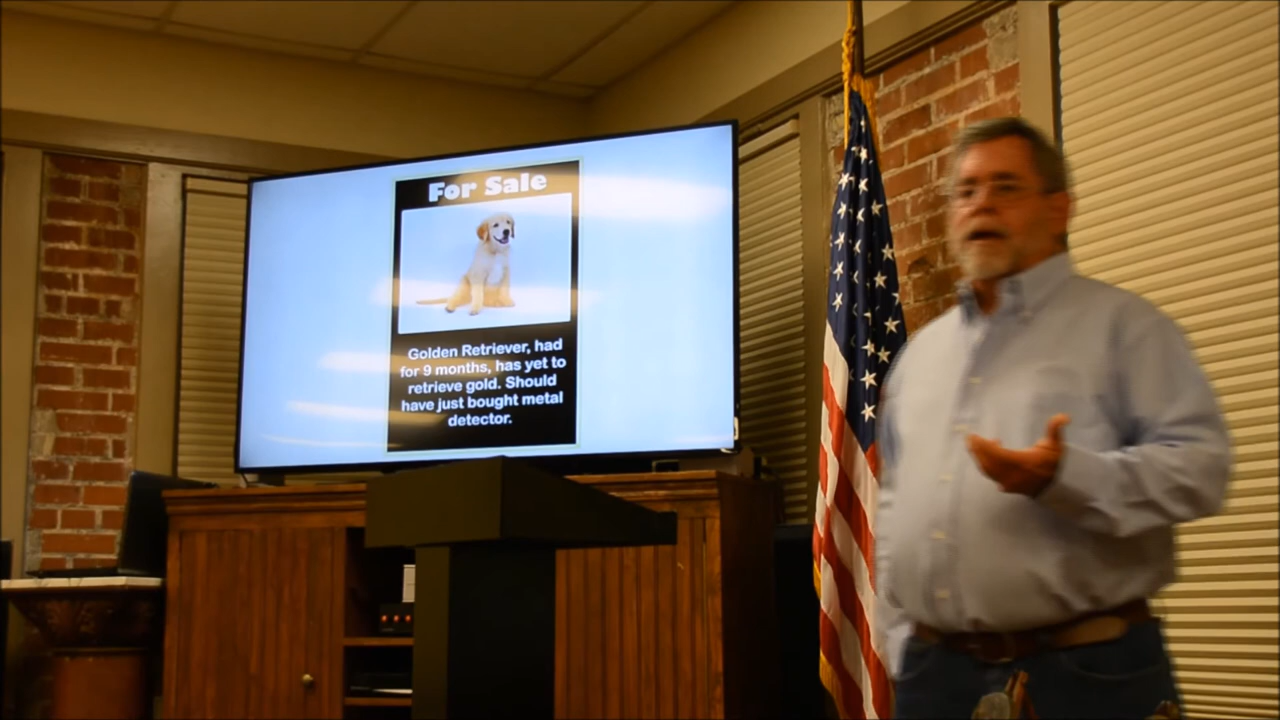 For Sale
Golden Retriever, had
for 9 months, has yet to
retrieve gold. Should
have just bought metal
detector.